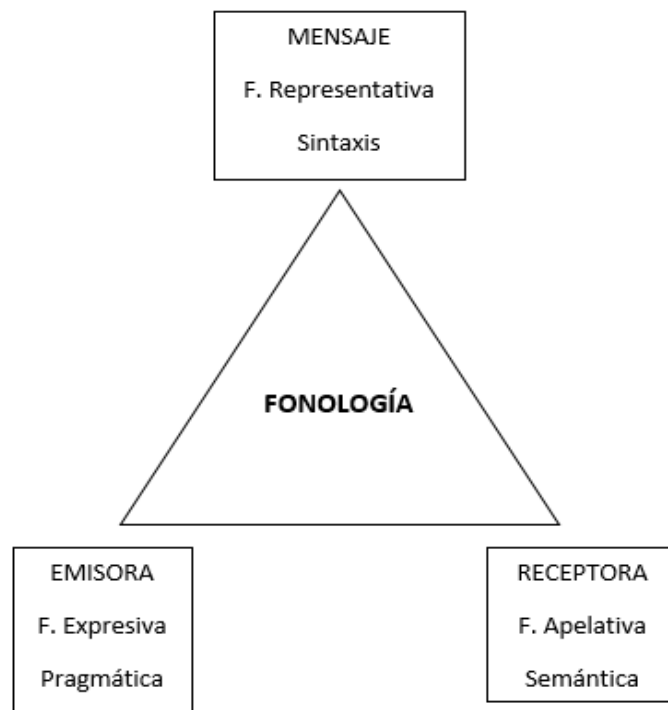 MENSAJE
F. Representativa
Sintaxis
FONOLOGÍA
EMISORA
F. Expresiva
Pragmática
RECEPTORA
F. Apelativa
Semántica